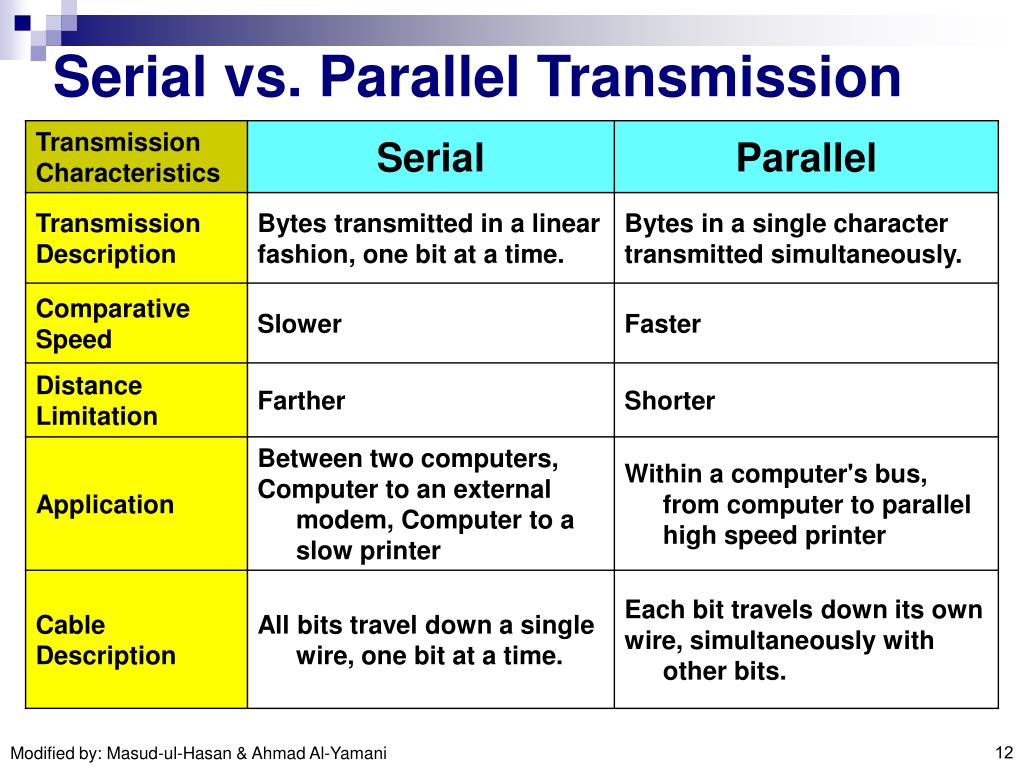 Serial vs. Parallel Transmission
Transmission
Characteristics
Serial
Parallel
Transmission
Description
Bytes transmitted in a linear
fashion, one bit at a time.
Bytes in a single character
transmitted simultaneously.
Comparative
Speed
Slower
Faster
Distance
Limitation
Farther
Shorter
Application
Between two computers,
Computer to an external
modem, Computer to a
slow printer
Within a computer's bus,
from computer to parallel
high speed printer
Cable
Description
All bits travel down a single
wire, one bit at a time.
Each bit travels down its own
wire, simultaneously with
other bits.
Modified by: Masud-ul-Hasan & Ahmad Al-Yamani
12